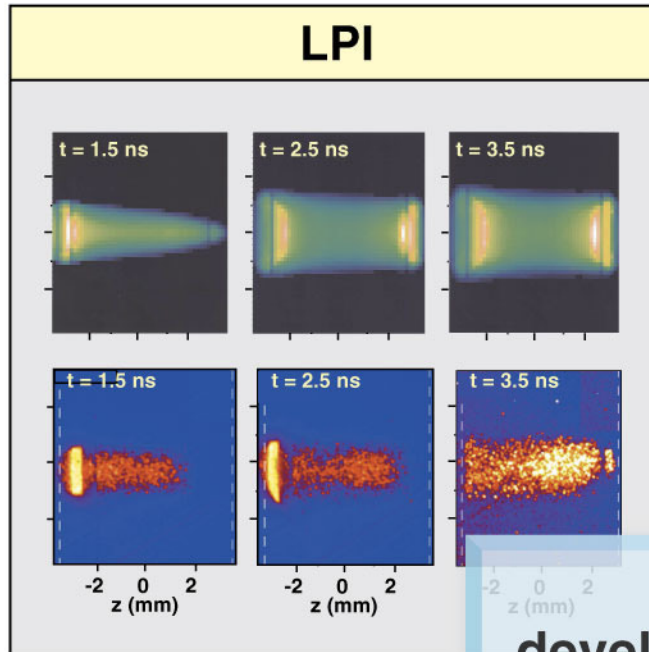 LPI
t = 1.5 ns t = 2.5 ns t = 3.5 ns
t = 1.5 ns t = 2.5 ns t = 3.5 ns
-2 0 2 -2 0 2 -2 0 2
z (mm) z (mm) z (mm)